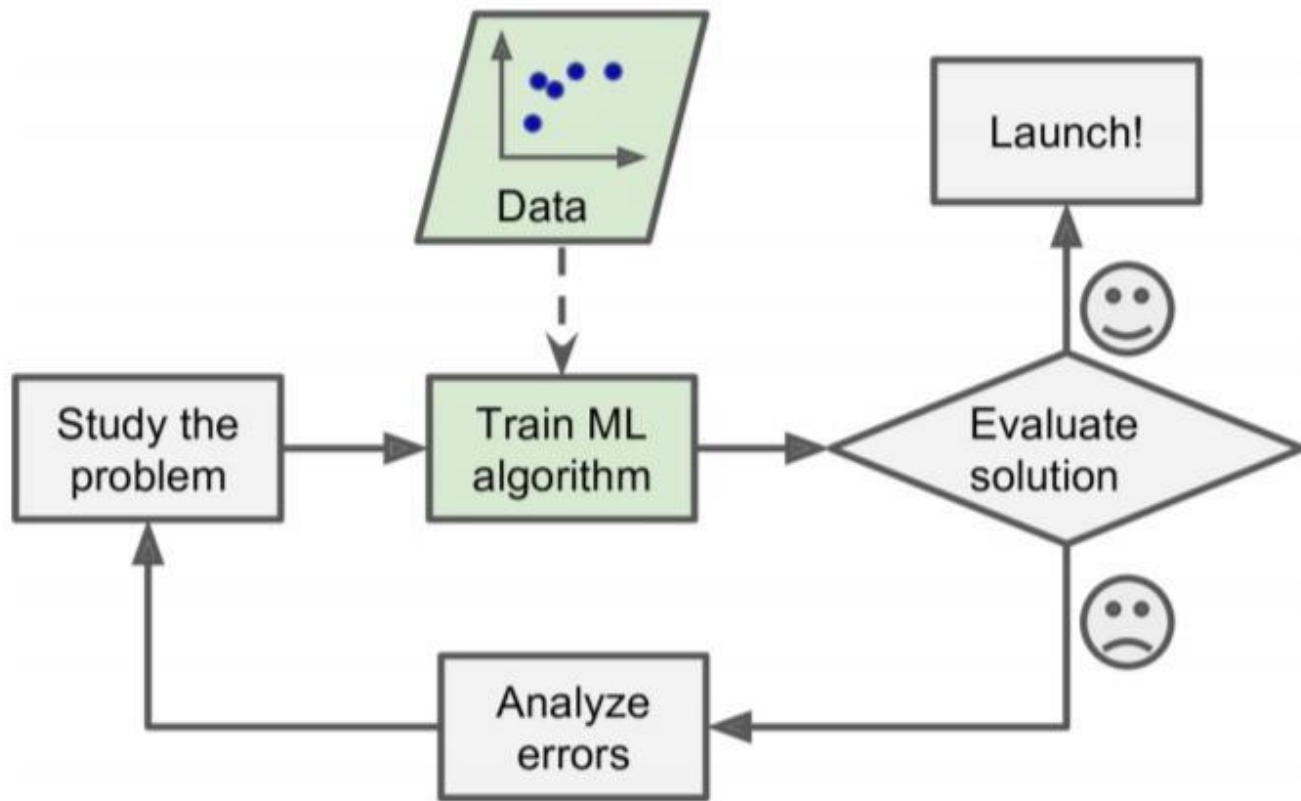 Data
Launch!
Study the
problem
Train ML
algorithm
Evaluate
solution
Analyze
errors